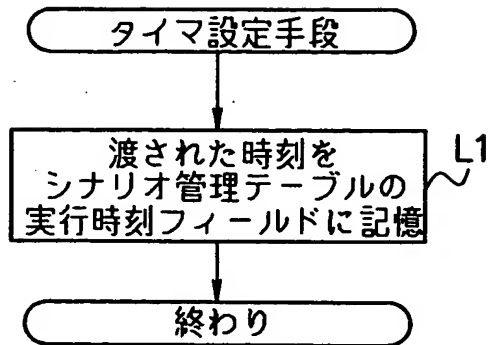 タイマ設定手段
渡された時刻を
シナリオ管理テーブルの
実行時刻フィールドに記憶
L1
終わり